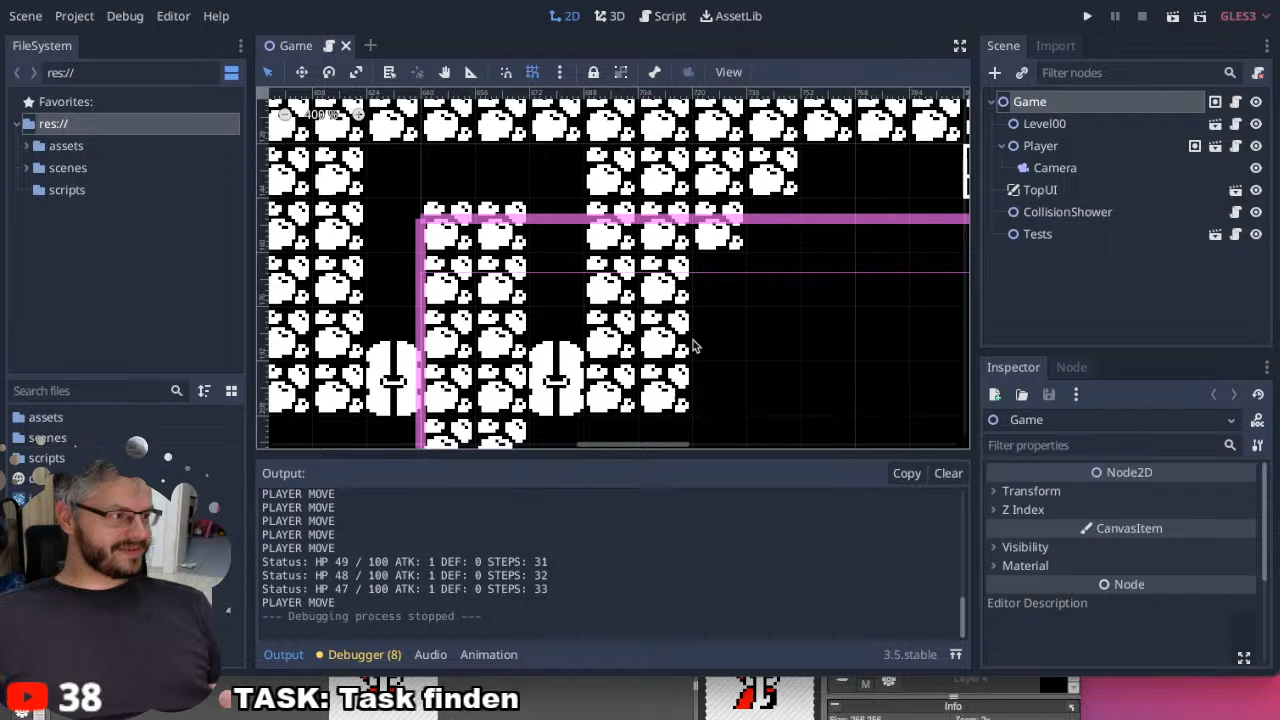 Scene Project Debug Editor Help
2D 3D Script AssetLib
GLES3
FileSystem
Game
Scene Import
res://
View
Filter nodes
Favorites:
res://
assets
scenes
scripts
400 %
Game
Level00
Player
Camera
TopUI
CollisionShower
Tests
Inspector Node
Game
Filter properties
Node2D
Transform
Z Index
CanvasItem
Visibility
Material
Node
Editor Description
Search files
assets
scenes
scripts
Output:
Copy Clear
PLAYER MOVE
PLAYER MOVE
PLAYER MOVE
PLAYER MOVE
PLAYER MOVE
Status: HP 49 / 100 ATK: 1 DEF: 0 STEPS: 31
Status: HP 48 / 100 ATK: 1 DEF: 0 STEPS: 32
Status: HP 47 / 100 ATK: 1 DEF: 0 STEPS: 33
PLAYER MOVE
--- Debugging process stopped ---
Output Debugger (8) Audio Animation
3.5.stable
38
TASK: Task finden
M
Layer 4
Info